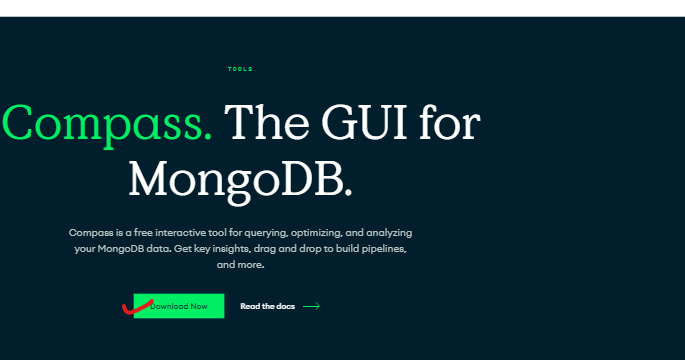 TOOLS
Compass. The GUI for
MongoDB.
Compass is a free interactive tool for querying, optimizing, and analyzing
your MongoDB data. Get key insights, drag and drop to build pipelines,
and more.
Download Now Read the docs